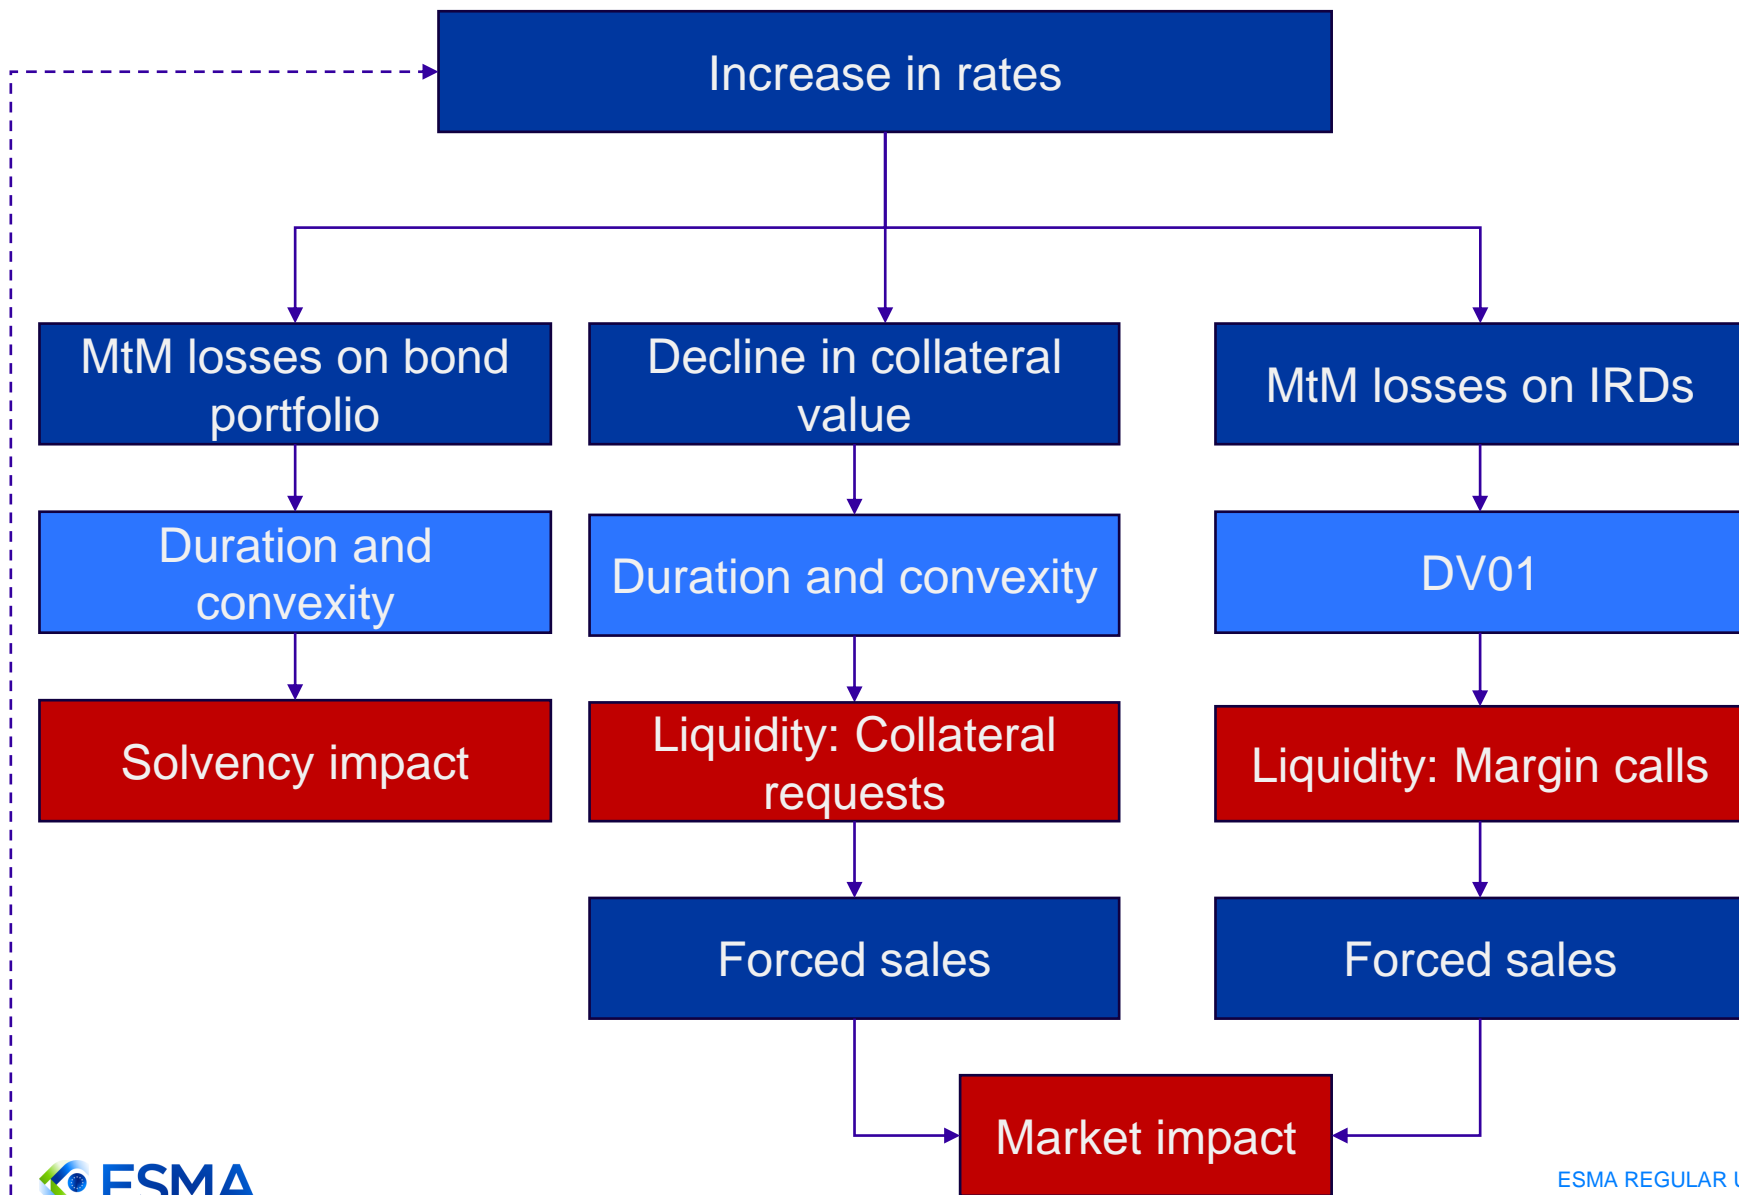 Increase in rates
MtM losses on bond
portfolio
Decline in collateral
value
MtM losses on IRDs
Duration and
convexity
Duration and convexity
DV01
Solvency impact
Liquidity: Collateral
requests
Liquidity: Margin calls
Forced sales
Forced sales
Market impact
ESMA
ESMA REGULAR U